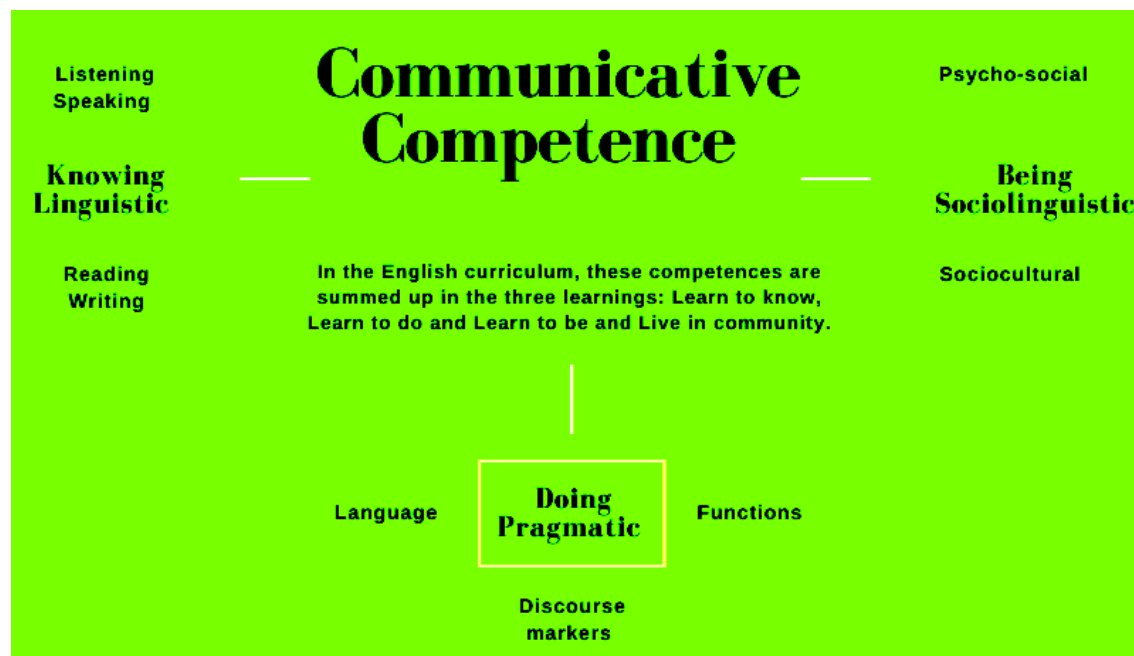 Communicative
Competence
Listening
Speaking
Knowing
Linguistic
Reading
Writing
Psycho-social
Being
Sociolinguistic
Sociocultural
In the English curriculum, these competences are
summed up in the three learnings: Learn to know,
Learn to do and Learn to be and Live in community.
Language
Doing
Pragmatic
Functions
Discourse
markers